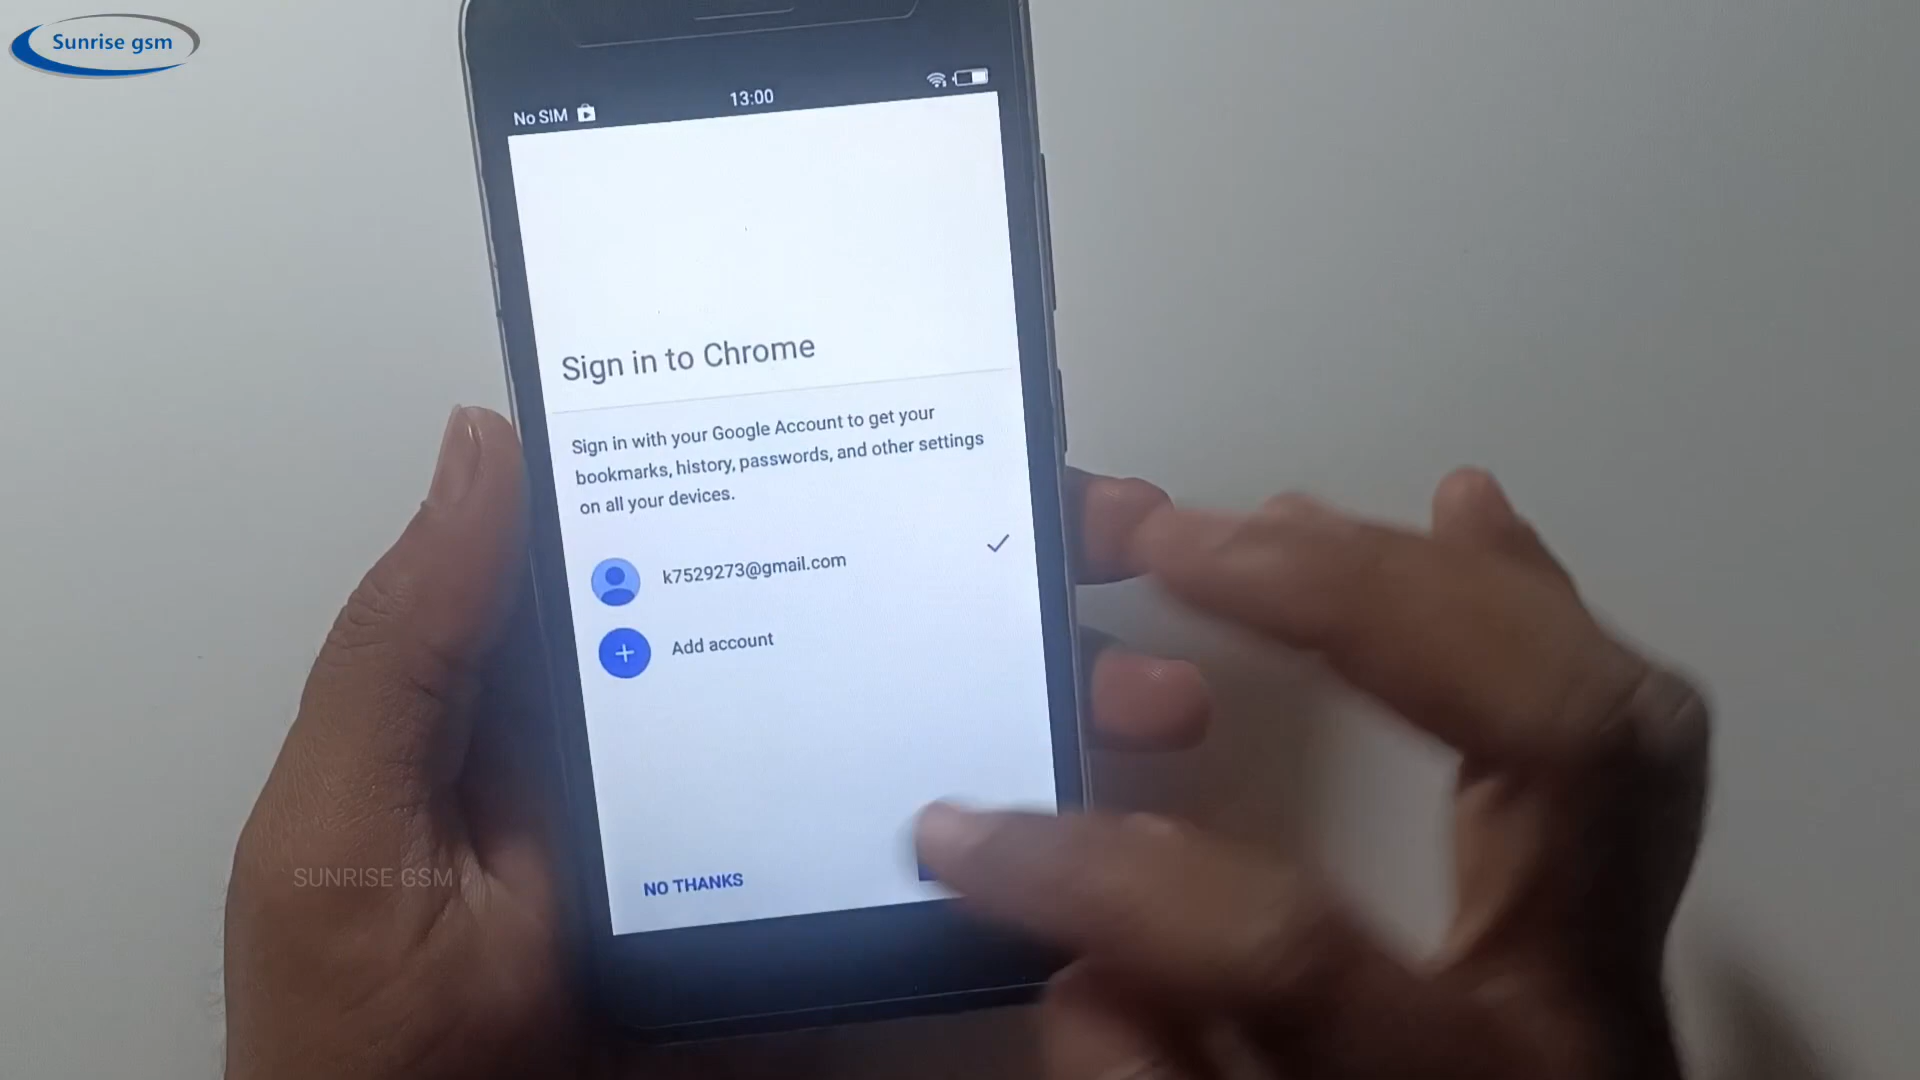 Sunrise gsm
No SIM
13:00
Sign in to Chrome
Sign in with your Google Account to get your
bookmarks, history, passwords, and other settings
on all your devices.
k7529273@gmail.com
Add account
NO THANKS
SUNRISE GSM